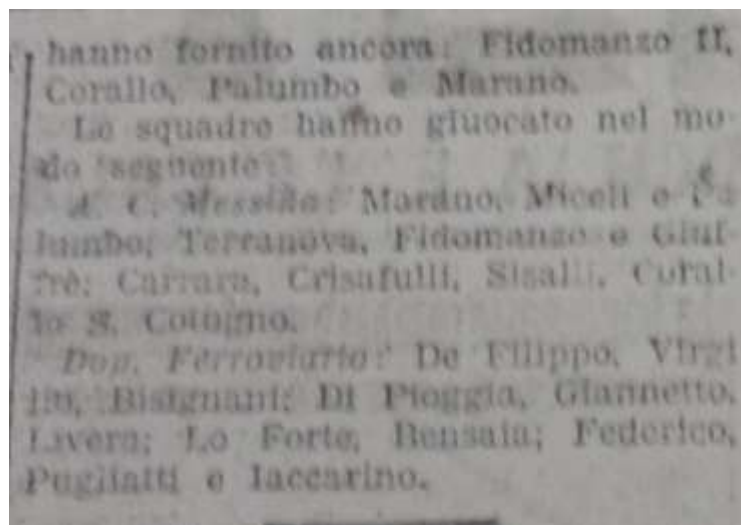 hanno fornito ancora: Fidomanzo II,
Corallo, Palumbo e Marano.
Le squadre hanno giuocato nel mo-
do seguente:
A. C. Messina: Marano, Miceli e Pa-
lumbo; Terranova, Fidomanzo e Giuf-
frè; Carrara, Crisafulli, Sisalli, Coral-
lo S. Cotugno.
Dop. Ferroviario: De Filippo, Virgi
lio, Bisignani; Di Pioggia, Giannetto,
Livera; Lo Forte, Bensaia; Federico,
Pugliatti e Iaccarino.